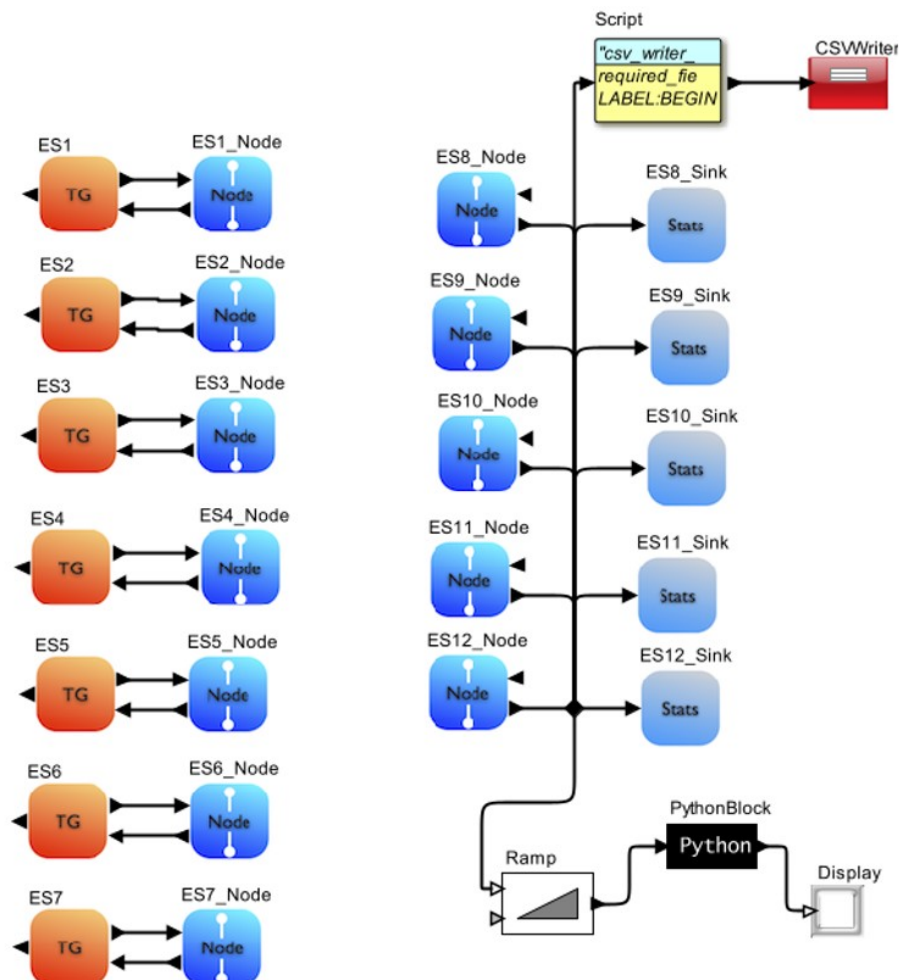 Script
"csv_writer_
required_fie
LABEL:BEGIN
CSVWriter
ES1
TG
ES1_Node
Node
ES2
TG
ES2_Node
Node
ES3
TG
ES3_Node
Node
ES4
TG
ES4_Node
Node
ES5
TG
ES5_Node
Node
ES6
TG
ES6_Node
Node
ES7
TG
ES7_Node
Node
ES8_Node
Node
ES8_Sink
Stats
ES9_Node
Node
ES9_Sink
Stats
ES10_Node
Node
ES10_Sink
Stats
ES11_Node
Node
ES11_Sink
Stats
ES12_Node
Node
ES12_Sink
Stats
Ramp
PythonBlock
Python
Display